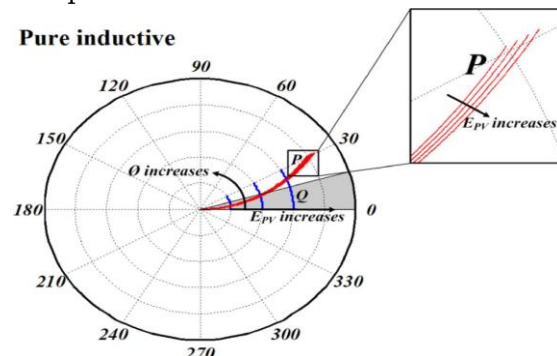 Pure inductive
90
120
60
150
30
P
Ø increases
Q
180
E_PV increases
0
210
330
240
300
270
P
E_PV increases